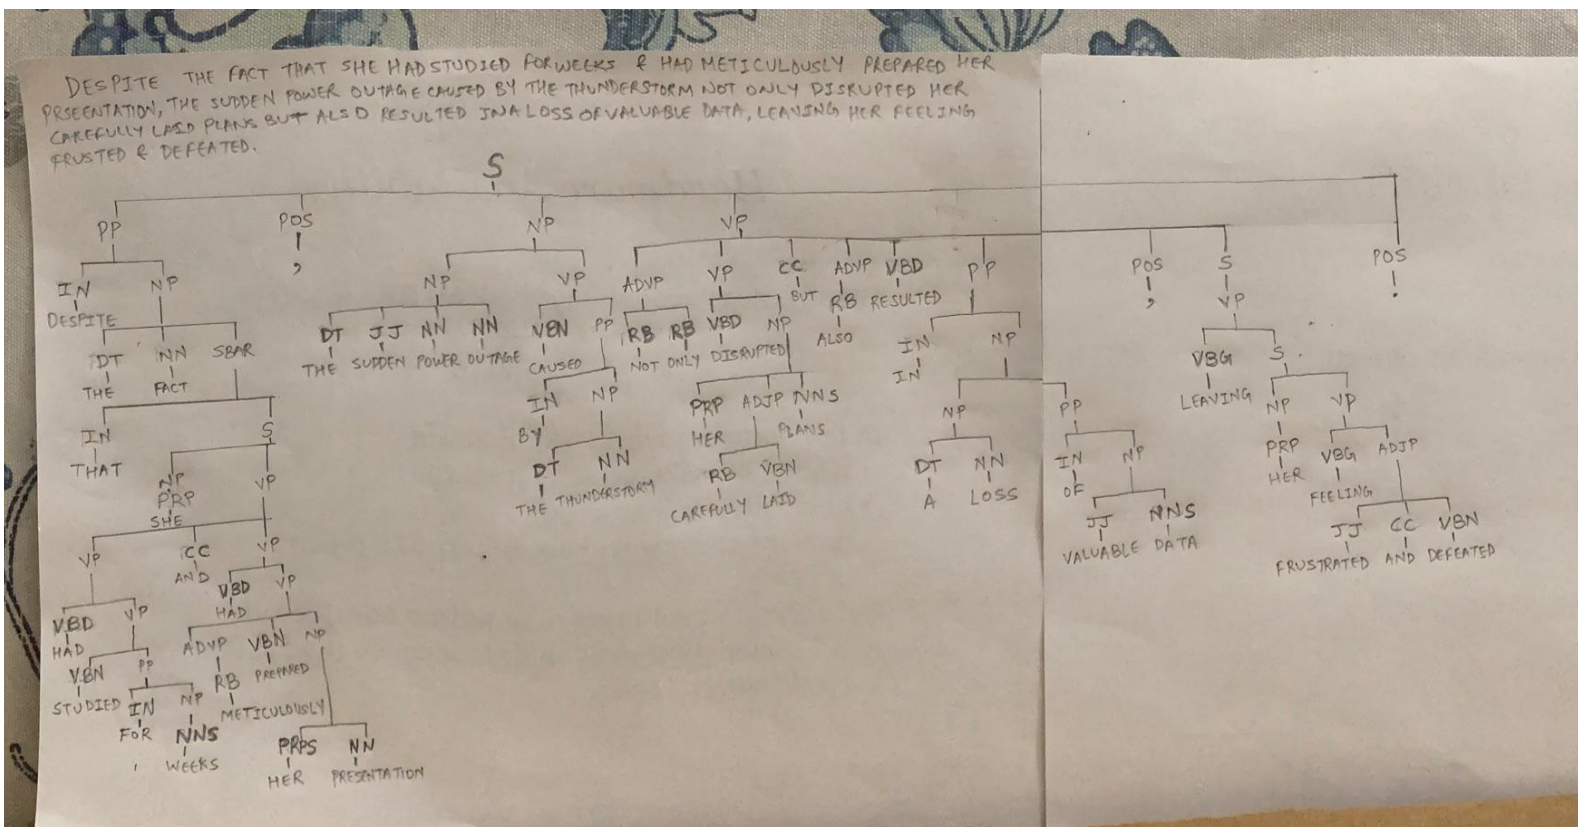 DESPITE THE FACT THAT SHE HAD STUDIED FOR WEEKS & HAD METICULOUSLY PREPARED HER
PRSEENTATION, THE SUDDEN POWER OUTAGE CAUSED BY THE THUNDERSTORM NOT ONLY DISRUPTED HER
CAREFULLY LAID PLANS BUT ALSO RESULTED IN A LOSS OF VALUABLE DATA, LEAVING HER FEELING
FRUSTED & DEFEATED.
S
PP POS NP VP
, 
IN NP NP VP ADVP VP CC ADVP VBD PP POS S POS
DESPITE BUT RB RESULTED , VP .
DT NN SBAR DT JJ NN NN VBN PP RB RB VBD NP ALSO IN NP VBG S
THE FACT THE SUDDEN POWER OUTAGE CAUSED NOT ONLY DISRUPTED IN LEAVING
IN S IN NP PRP ADJP NNS NP PP NP VP
THAT BY HER PLANS
NP VP DT NN RB VBN DT NN IN NP PRP VBG ADJP
PRP THE THUNDERSTORM CAREFULLY LAID A LOSS OF HER FEELING
SHE
VP CC VP JJ NNS JJ CC VBN
AND VALUABLE DATA FRUSTRATED AND DEFEATED
VBD VP VBD VP
HAD HAD
VBN PP ADVP VBN NP
STUDIED RB PREPARED
IN NP METICULOUSLY
FOR NNS PRPS NN
WEEKS HER PRESENTATION